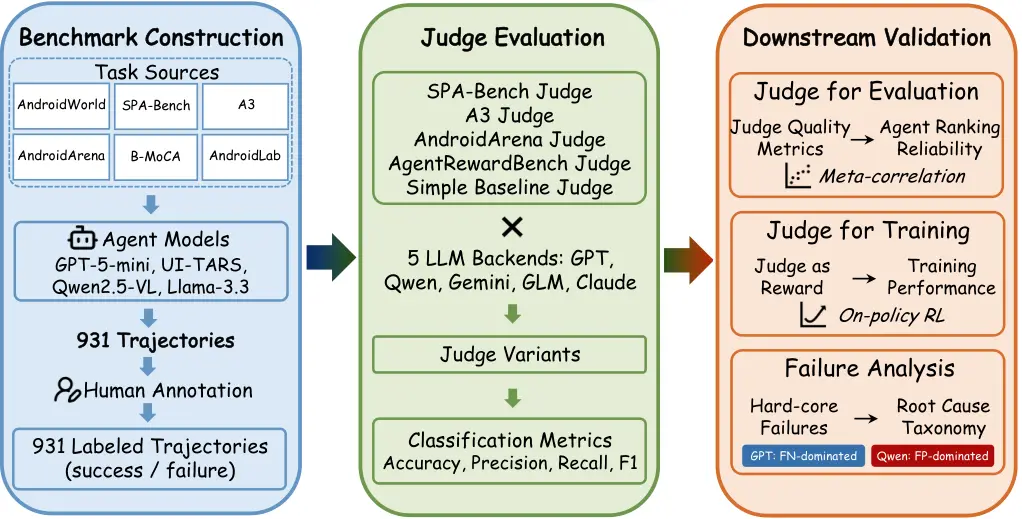 Benchmark Construction
Task Sources
AndroidWorld
SPA-Bench
A3
AndroidArena
B-MoCA
AndroidLab
Agent Models
GPT-5-mini, UI-TARS,
Qwen2.5-VL, Llama-3.3
931 Trajectories
Human Annotation
931 Labeled Trajectories
(success / failure)
Judge Evaluation
SPA-Bench Judge
A3 Judge
AndroidArena Judge
AgentRewardBench Judge
Simple Baseline Judge
×
5 LLM Backends: GPT,
Qwen, Gemini, GLM, Claude
Judge Variants
Classification Metrics
Accuracy, Precision, Recall, F1
Downstream Validation
Judge for Evaluation
Judge Quality
Metrics
Agent Ranking
Reliability
Meta-correlation
Judge for Training
Judge as
Reward
Training
Performance
On-policy RL
Failure Analysis
Hard-core
Failures
Root Cause
Taxonomy
GPT: FN-dominated
Qwen: FP-dominated